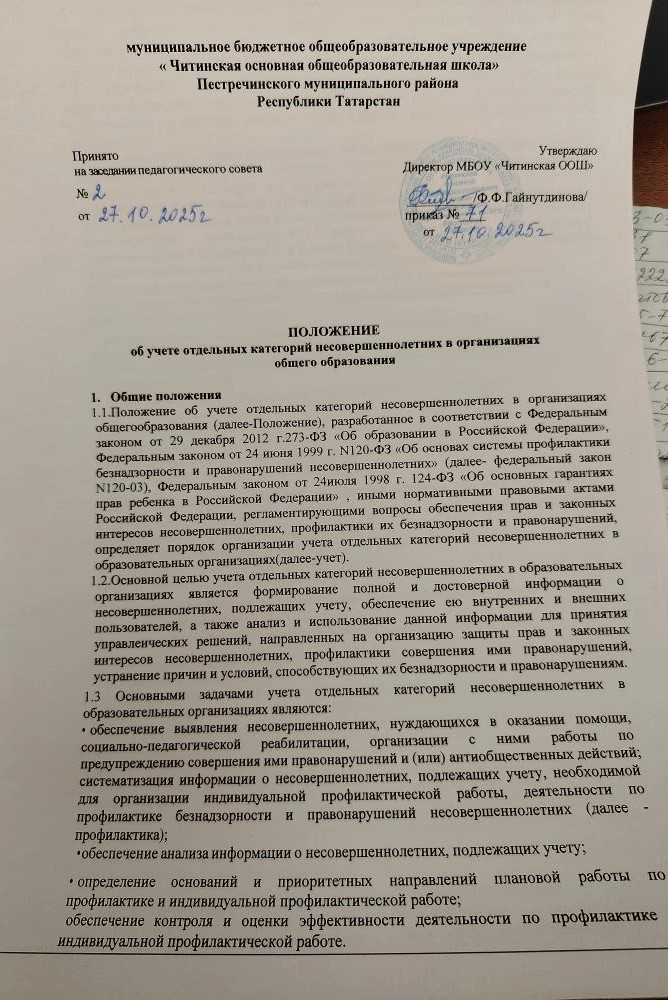 муниципальное бюджетное общеобразовательное учреждение
« Читинская основная общеобразовательная школа»
Пестречинского муниципального района
Республики Татарстан
Принято
на заседании педагогического совета
№ 2
от 27.10.2025г
Утверждаю
Директор МБОУ «Читинская ООШ»
/Ф.Ф.Гайнутдинова/
приказ № 71
от 27.10.2025г
ПОЛОЖЕНИЕ
об учете отдельных категорий несовершеннолетних в организациях
общего образования
1. Общие положения
1.1.Положение об учете отдельных категорий несовершеннолетних в организациях
общегообразования (далее-Положение), разработанное в соответствии с Федеральным
законом от 29 декабря 2012 г.273-ФЗ «Об образовании в Российской Федерации»,
Федеральным законом от 24 июня 1999 г. N120-ФЗ «Об основах системы профилактики
безнадзорности и правонарушений несовершеннолетних» (далее- федеральный закон
N120-03), Федеральным законом от 24июля 1998 г. 124-ФЗ «Об основных гарантиях
прав ребенка в Российской Федерации» , иными нормативными правовыми актами
Российской Федерации, регламентирующими вопросы обеспечения прав и законных
интересов несовершеннолетних, профилактики их безнадзорности и правонарушений,
определяет порядок организации учета отдельных категорий несовершеннолетних в
образовательных организациях(далее-учет).
1.2.Основной целью учета отдельных категорий несовершеннолетних в образовательных
организациях является формирование полной и достоверной информации о
несовершеннолетних, подлежащих учету, обеспечение ею внутренних и внешних
пользователей, а также анализ и использование данной информации для принятия
управленческих решений, направленных на организацию защиты прав и законных
интересов несовершеннолетних, профилактики совершения ими правонарушений,
устранение причин и условий, способствующих их безнадзорности и правонарушениям.
1.3 Основными задачами учета отдельных категорий несовершеннолетних в
образовательных организациях являются:
• обеспечение выявления несовершеннолетних, нуждающихся в оказании помощи,
социально-педагогической реабилитации, организации с ними работы по
предупреждению совершения ими правонарушений и (или) антиобщественных действий;
систематизация информации о несовершеннолетних, подлежащих учету, необходимой
для организации индивидуальной профилактической работы, деятельности по
профилактике безнадзорности и правонарушений несовершеннолетних (далее -
профилактика);
•обеспечение анализа информации о несовершеннолетних, подлежащих учету;
• определение оснований и приоритетных направлений плановой работы по
профилактике и индивидуальной профилактической работе;
обеспечение контроля и оценки эффективности деятельности по профилактике
индивидуальной профилактической работе.